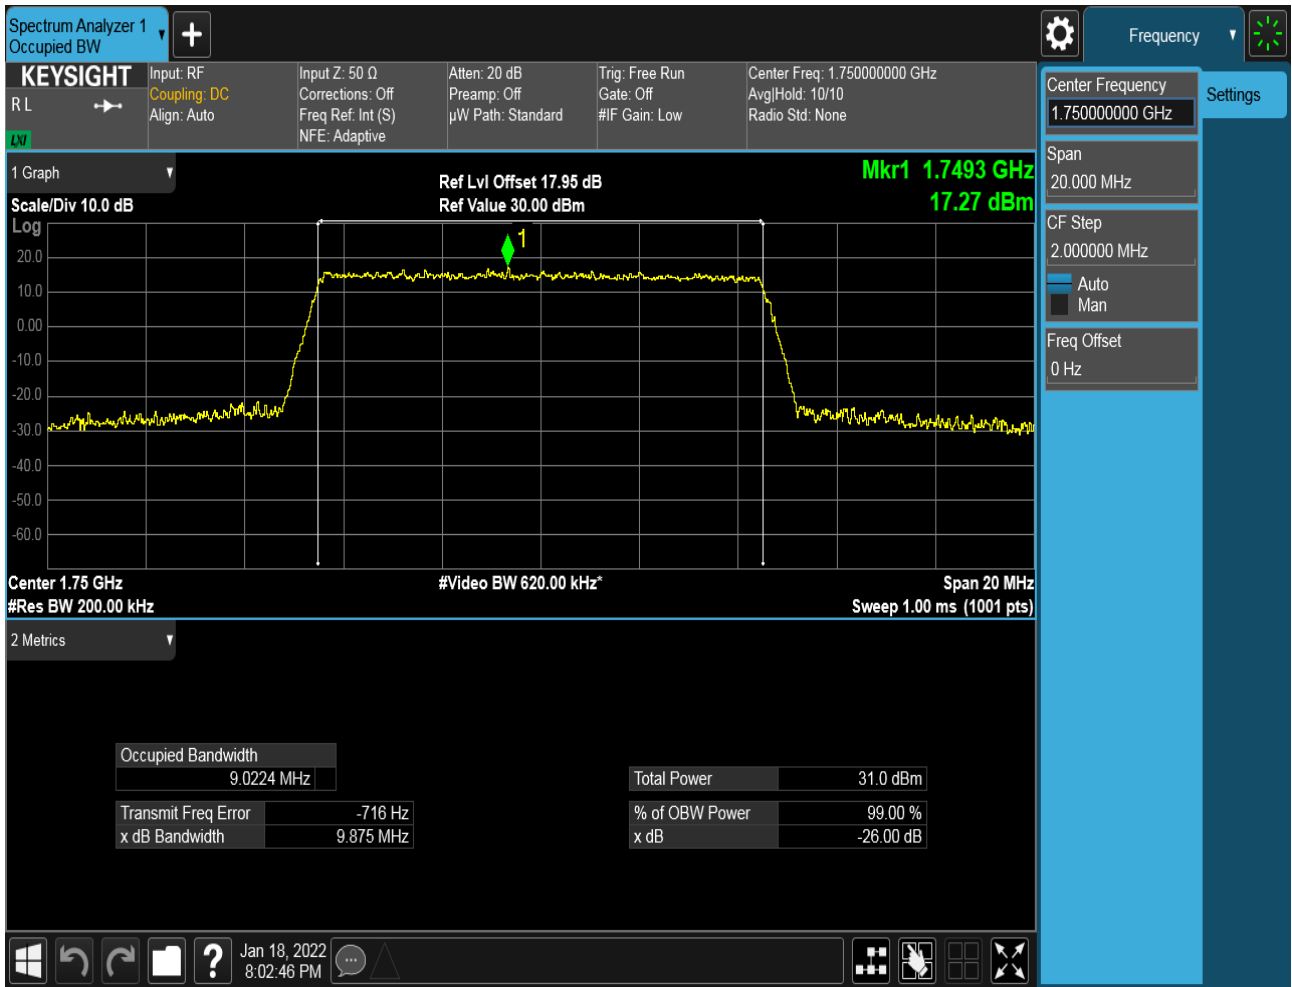 Spectrum Analyzer 1
Occupied BW
Frequency
KEYSIGHT
R L
LXI
Input: RF
Coupling: DC
Align: Auto
Input Z: 50 Ω
Corrections: Off
Freq Ref: Int (S)
NFE: Adaptive
Atten: 20 dB
Preamp: Off
µW Path: Standard
Trig: Free Run
Gate: Off
#IF Gain: Low
Center Freq: 1.750000000 GHz
Avg|Hold: 10/10
Radio Std: None
Center Frequency
1.750000000 GHz
Settings
Span
20.000 MHz
CF Step
2.000000 MHz
Auto
Man
Freq Offset
0 Hz
1 Graph
Scale/Div 10.0 dB
Ref Lvl Offset 17.95 dB
Ref Value 30.00 dBm
Mkr1 1.7493 GHz
17.27 dBm
Log
1
20.0
10.0
0.00
-10.0
-20.0
-30.0
-40.0
-50.0
-60.0
Center 1.75 GHz
#Video BW 620.00 kHz*
Span 20 MHz
#Res BW 200.00 kHz
Sweep 1.00 ms (1001 pts)
2 Metrics
Occupied Bandwidth
9.0224 MHz
Total Power 31.0 dBm
Transmit Freq Error -716 Hz
% of OBW Power 99.00 %
x dB Bandwidth 9.875 MHz
x dB -26.00 dB
?
Jan 18, 2022
8:02:46 PM